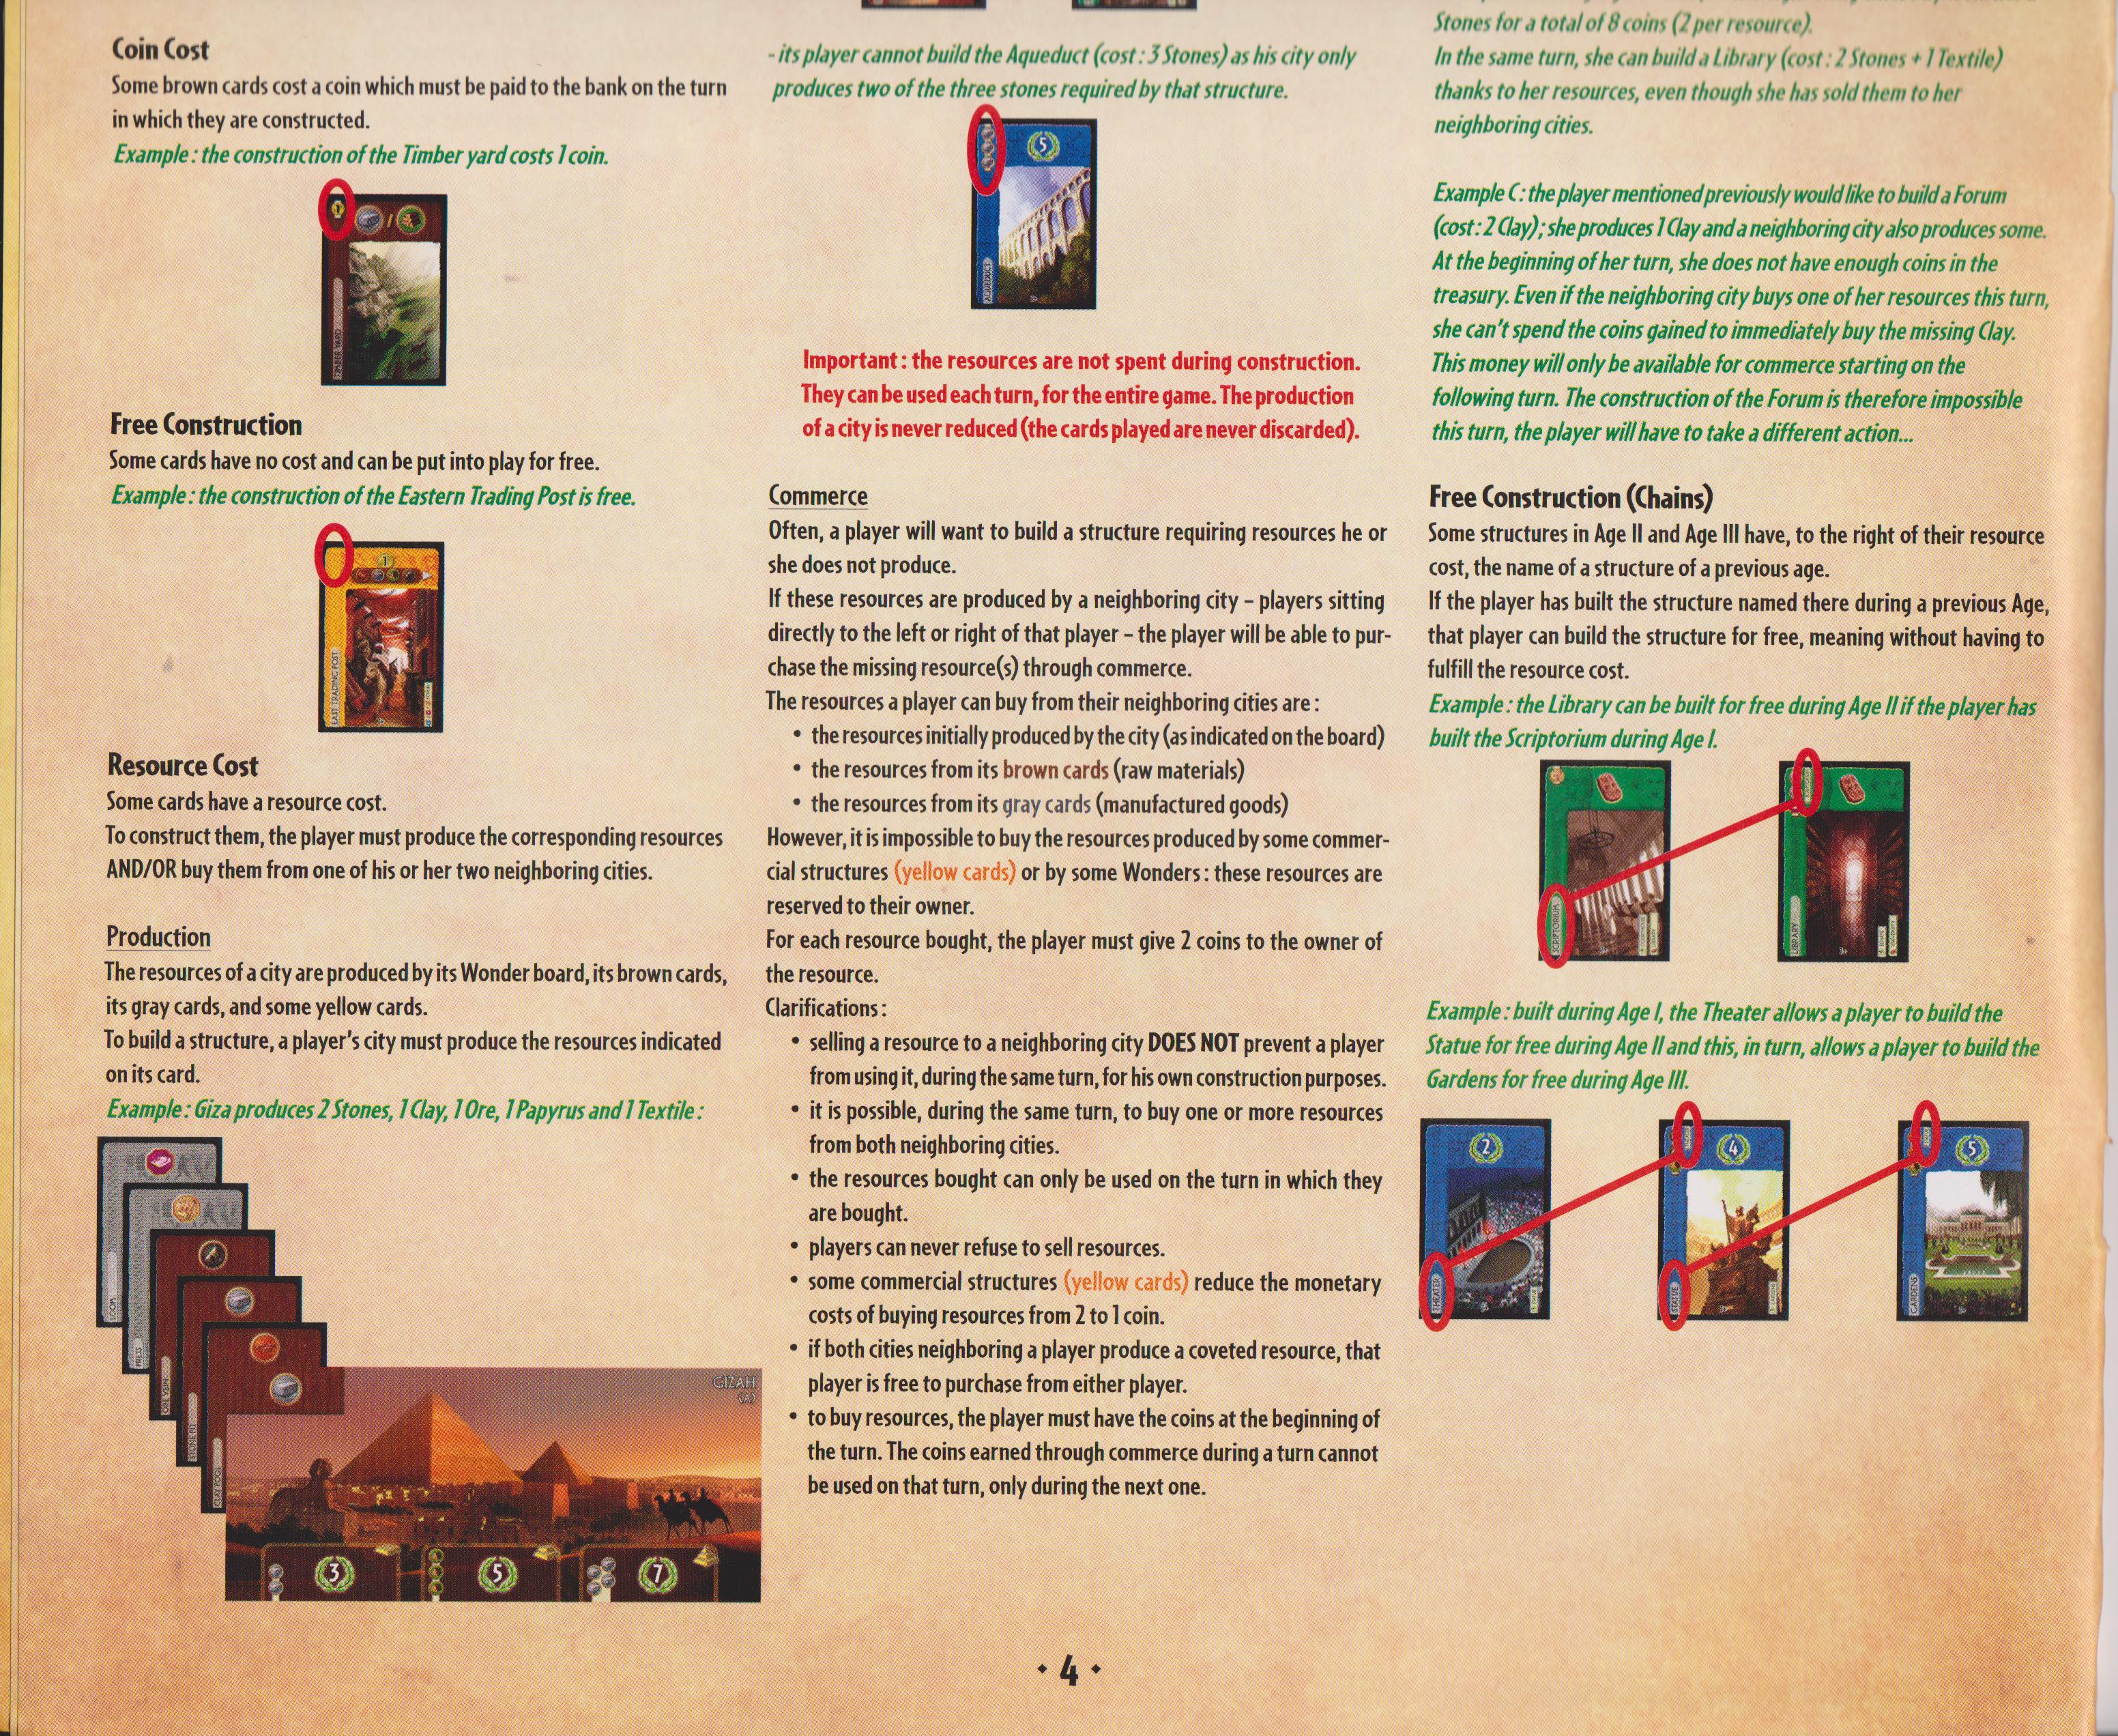 Coin Cost
Some brown cards cost a coin which must be paid to the bank on the turn
in which they are constructed.
Example : the construction of the Timber yard costs 1 coin.
1
TIMBER YARD
Free Construction
Some cards have no cost and can be put into play for free.
Example : the construction of the Eastern Trading Post is free.
1
EAST TRADING POST
Resource Cost
Some cards have a resource cost.
To construct them, the player must produce the corresponding resources
AND/OR buy them from one of his or her two neighboring cities.
Production
The resources of a city are produced by its Wonder board, its brown cards,
its gray cards, and some yellow cards.
To build a structure, a player's city must produce the resources indicated
on its card.
Example : Giza produces 2 Stones, 1 Clay, 1 Ore, 1 Papyrus and 1 Textile :
LOOM
PRESS
ORE VEIN
STONE PIT
CLAY POOL
GIZAH
(A)
3
5
7
- its player cannot build the Aqueduct (cost : 3 Stones) as his city only
produces two of the three stones required by that structure.
5
AQUEDUCT
Important : the resources are not spent during construction.
They can be used each turn, for the entire game. The production
of a city is never reduced (the cards played are never discarded).
Commerce
Often, a player will want to build a structure requiring resources he or
she does not produce.
If these resources are produced by a neighboring city – players sitting
directly to the left or right of that player – the player will be able to pur-
chase the missing resource(s) through commerce.
The resources a player can buy from their neighboring cities are :
• the resources initially produced by the city (as indicated on the board)
• the resources from its brown cards (raw materials)
• the resources from its gray cards (manufactured goods)
However, it is impossible to buy the resources produced by some commer-
cial structures (yellow cards) or by some Wonders : these resources are
reserved to their owner.
For each resource bought, the player must give 2 coins to the owner of
the resource.
Clarifications :
• selling a resource to a neighboring city DOES NOT prevent a player
from using it, during the same turn, for his own construction purposes.
• it is possible, during the same turn, to buy one or more resources
from both neighboring cities.
• the resources bought can only be used on the turn in which they
are bought.
• players can never refuse to sell resources.
• some commercial structures (yellow cards) reduce the monetary
costs of buying resources from 2 to 1 coin.
• if both cities neighboring a player produce a coveted resource, that
player is free to purchase from either player.
• to buy resources, the player must have the coins at the beginning of
the turn. The coins earned through commerce during a turn cannot
be used on that turn, only during the next one.
Stones for a total of 8 coins (2 per resource).
In the same turn, she can build a Library (cost : 2 Stones + 1 Textile)
thanks to her resources, even though she has sold them to her
neighboring cities.
Example C : the player mentioned previously would like to build a Forum
(cost : 2 Clay) ; she produces 1 Clay and a neighboring city also produces some.
At the beginning of her turn, she does not have enough coins in the
treasury. Even if the neighboring city buys one of her resources this turn,
she can't spend the coins gained to immediately buy the missing Clay.
This money will only be available for commerce starting on the
following turn. The construction of the Forum is therefore impossible
this turn, the player will have to take a different action...
Free Construction (Chains)
Some structures in Age II and Age III have, to the right of their resource
cost, the name of a structure of a previous age.
If the player has built the structure named there during a previous Age,
that player can build the structure for free, meaning without having to
fulfill the resource cost.
Example : the Library can be built for free during Age II if the player has
built the Scriptorium during Age I.
SCRIPTORIUM
LIBRARY
Example : built during Age I, the Theater allows a player to build the
Statue for free during Age II and this, in turn, allows a player to build the
Gardens for free during Age III.
2
THEATER
4
STATUE
5
GARDENS
4